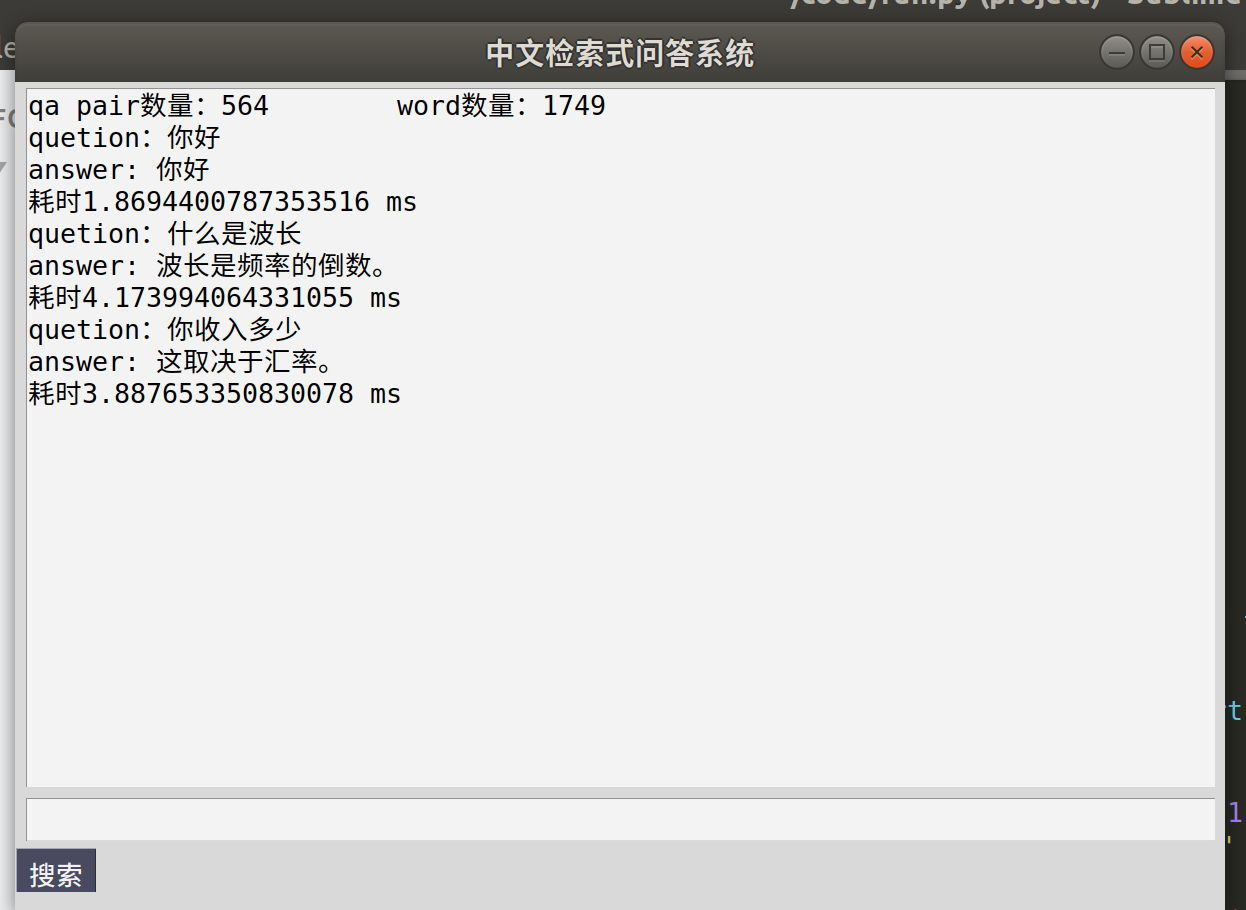 中文检索式问答系统
qa pair数量：564 word数量：1749
quetion：你好
answer: 你好
耗时1.8694400787353516 ms
quetion：什么是波长
answer: 波长是频率的倒数。
耗时4.173994064331055 ms
quetion：你收入多少
answer: 这取决于汇率。
耗时3.887653350830078 ms
搜索